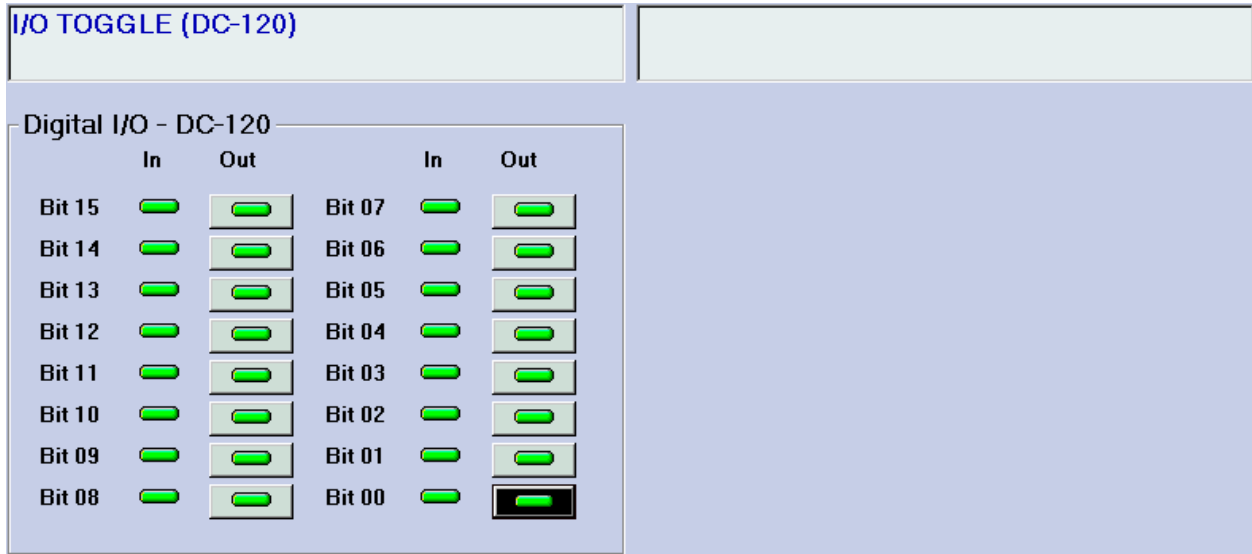 I/O TOGGLE (DC-120)
Digital I/O - DC-120
In Out In Out
Bit 15 Bit 07
Bit 14 Bit 06
Bit 13 Bit 05
Bit 12 Bit 04
Bit 11 Bit 03
Bit 10 Bit 02
Bit 09 Bit 01
Bit 08 Bit 00